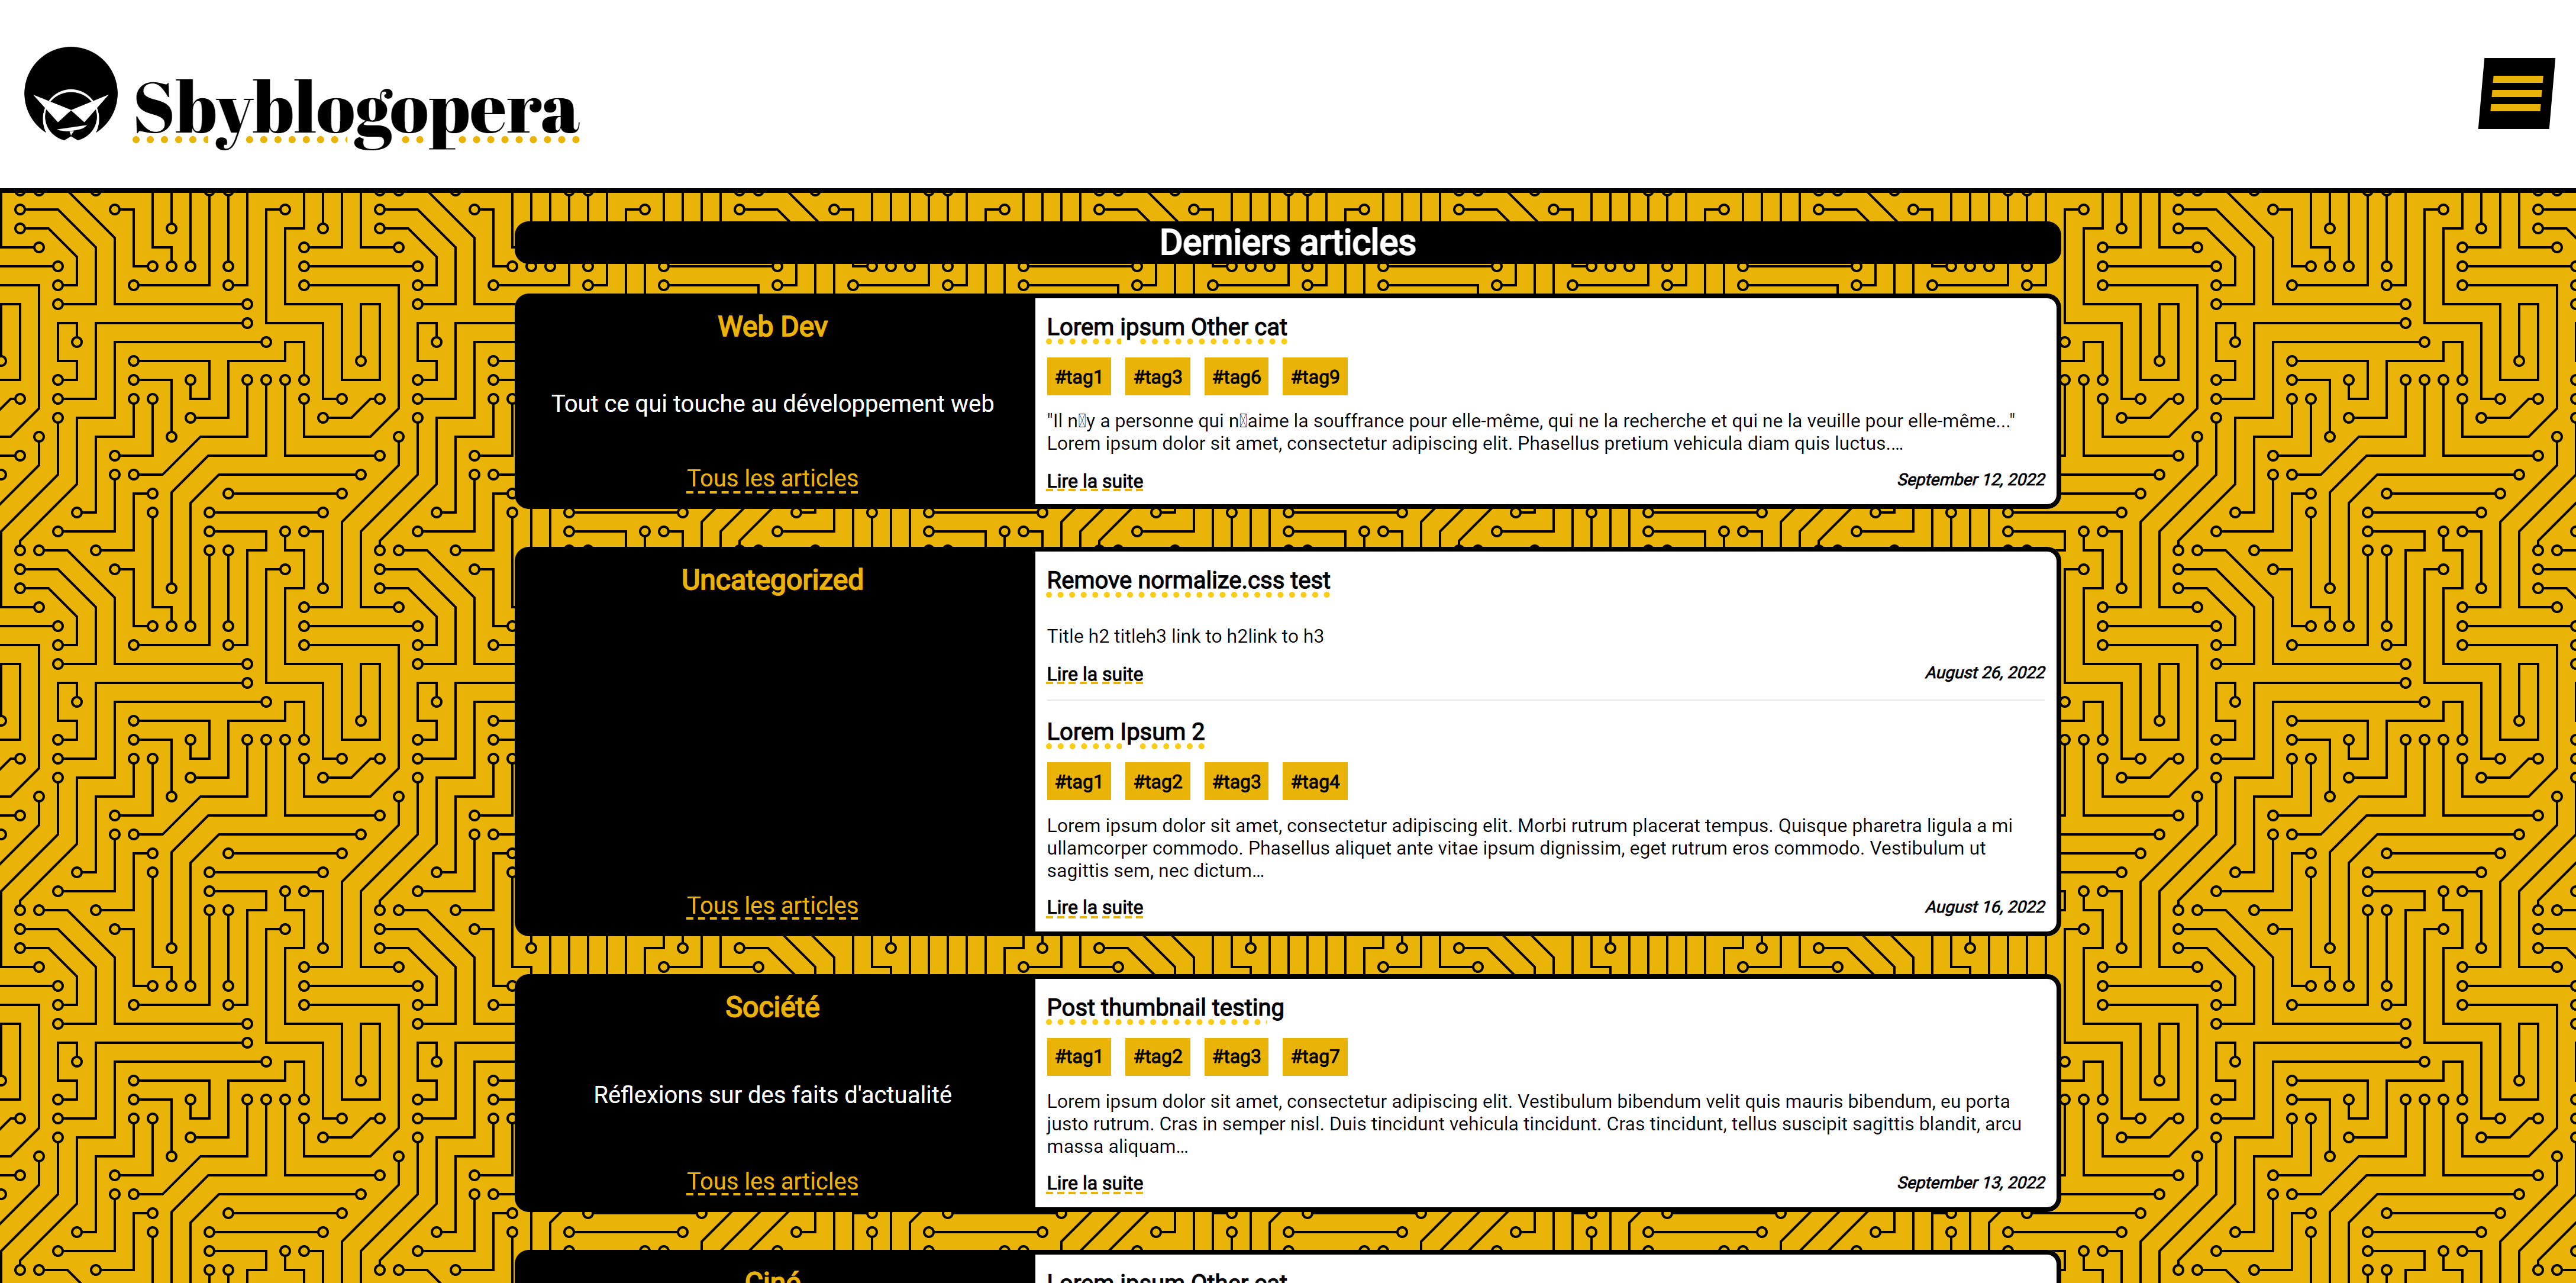 Sbyblogopera
Derniers articles
Web Dev
Tout ce qui touche au développement web
Tous les articles
Lorem ipsum Other cat
#tag1 #tag3 #tag6 #tag9
"Il n▯y a personne qui n▯aime la souffrance pour elle-même, qui ne la recherche et qui ne la veuille pour elle-même..."
Lorem ipsum dolor sit amet, consectetur adipiscing elit. Phasellus pretium vehicula diam quis luctus....
Lire la suite
September 12, 2022
Uncategorized
Tous les articles
Remove normalize.css test
Title h2 titleh3 link to h2link to h3
Lire la suite
August 26, 2022
Lorem Ipsum 2
#tag1 #tag2 #tag3 #tag4
Lorem ipsum dolor sit amet, consectetur adipiscing elit. Morbi rutrum placerat tempus. Quisque pharetra ligula a mi
ullamcorper commodo. Phasellus aliquet ante vitae ipsum dignissim, eget rutrum eros commodo. Vestibulum ut
sagittis sem, nec dictum...
Lire la suite
August 16, 2022
Société
Réflexions sur des faits d'actualité
Tous les articles
Post thumbnail testing
#tag1 #tag2 #tag3 #tag7
Lorem ipsum dolor sit amet, consectetur adipiscing elit. Vestibulum bibendum velit quis mauris bibendum, eu porta
justo rutrum. Cras in semper nisl. Duis tincidunt vehicula tincidunt. Cras tincidunt, tellus suscipit sagittis blandit, arcu
massa aliquam...
Lire la suite
September 13, 2022
Ciné
Lorem ipsum Other cat